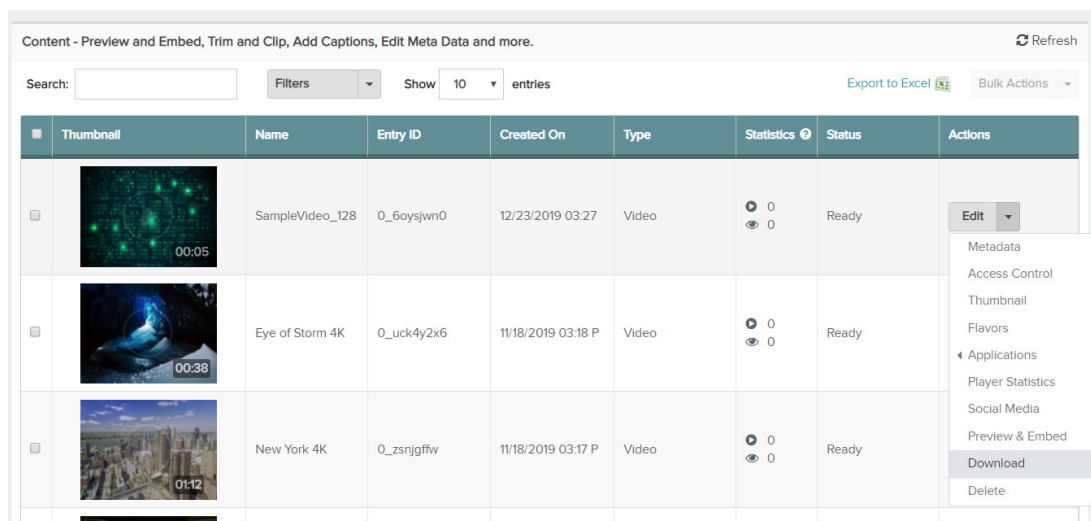 Content - Preview and Embed, Trim and Clip, Add Captions, Edit Meta Data and more.
Refresh
Search:
Filters
Show 10 entries
Export to Excel
Bulk Actions
Thumbnail Name Entry ID Created On Type Statistics Status Actions
00:05
SampleVideo_128 0_6oysjwn0 12/23/2019 03:27 Video 0 0 Ready Edit
Metadata
Access Control
Thumbnail
Flavors
Applications
Player Statistics
Social Media
Preview & Embed
Download
Delete
00:38
Eye of Storm 4K 0_uck4y2x6 11/18/2019 03:18 P Video 0 0 Ready
01:12
New York 4K 0_zsnjgffw 11/18/2019 03:17 P Video 0 0 Ready